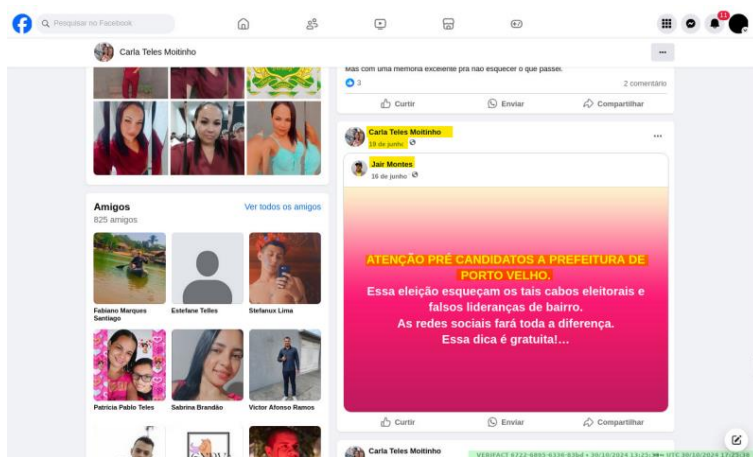 Pesquisar no Facebook
11
Carla Teles Moitinho
...
Mas com uma memória excelente pra não esquecer o que passei.
3
2 comentário
Curtir
Enviar
Compartilhar
Amigos
Ver todos os amigos
825 amigos
Fabiano Marques
Santiago
Estefane Telles
Stefanux Lima
Patricia Pablo Teles
Sabrina Brandão
Victor Afonso Ramos
Carla Teles Moitinho
Jair Montes
16 de junho
ATENÇÃO PRÉ CANDIDATOS A PREFEITURA DE
PORTO VELHO.
Essa eleição esqueçam os tais cabos eleitorais e
falsos lideranças de bairro.
As redes sociais fará toda a diferença.
Essa dica é gratuita!...
Curtir
Enviar
Compartilhar
Carla Teles Moitinho